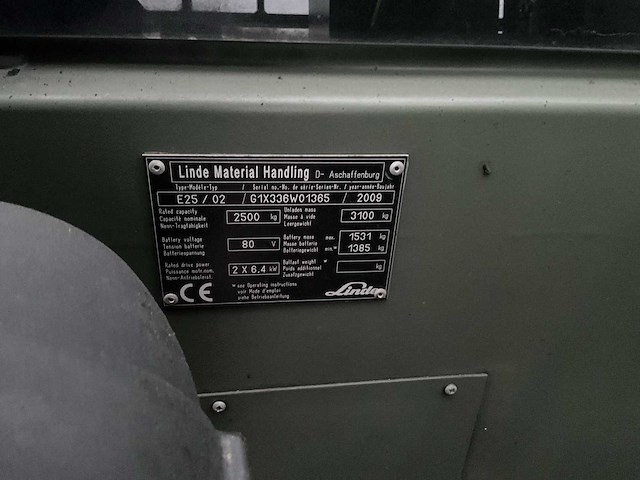 Linde Material Handling D- Aschaffenburg
Type-Modèle-Typ / Serial no.-No. de série-Serien-Nr. / year-année-Baujahr
E25 / 02 / G1X336W01365 / 2009
Rated capacity
Capacité nominale
Nenn-Tragfähigkeit
2500 kg
Unladen mass
Masse à vide
Leergewicht
3100 kg
Battery voltage
Tension batterie
Batteriespannung
80 V
Battery mass max.
Masse batterie
Batteriegewicht min.
1531 kg
1385 kg
Rated drive power
Puissance motr.nom.
Nenn-Antriebsleist.
2 X 6.4 kW
Ballast weight *
Poids additionnel
Zusatzgewicht
kg
CE
* see Operating instructions
voir Mode d'emploi
siehe Betriebsanleitung
Linde